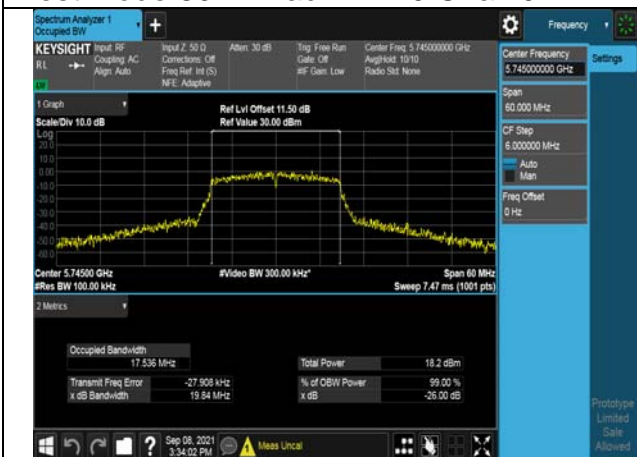 Spectrum Analyzer 1
Occupied BW
Frequency
KEYSIGHT
Input: RF
Input Z: 50 Ω
Atten: 30 dB
Trig: Free Run
Center Freq: 5.745000000 GHz
RL
Coupling: AC
Corrections: Off
Gate: Off
Avg|Hold: 10/10
Align: Auto
Freq Ref: Int (S)
#IF Gain: Low
Radio Std: None
NFE: Adaptive
Center Frequency
5.745000000 GHz
Settings
Span
60.000 MHz
CF Step
6.000000 MHz
Auto
Man
Freq Offset
0 Hz
1 Graph
Ref Lvl Offset 11.50 dB
Scale/Div 10.0 dB
Ref Value 30.00 dBm
Log
20.0
10.0
0.00
-10.0
-20.0
-30.0
-40.0
-50.0
-60.0
Center 5.74500 GHz
#Video BW 300.00 kHz*
Span 60 MHz
#Res BW 100.00 kHz
Sweep 7.47 ms (1001 pts)
2 Metrics
Occupied Bandwidth
17.536 MHz
Total Power
18.2 dBm
Transmit Freq Error
-27.908 kHz
% of OBW Power
99.00 %
x dB Bandwidth
19.84 MHz
x dB
-26.00 dB
Prototype
Limited
Sale
Allowed
Sep 08, 2021
3:34:02 PM
Meas Uncal